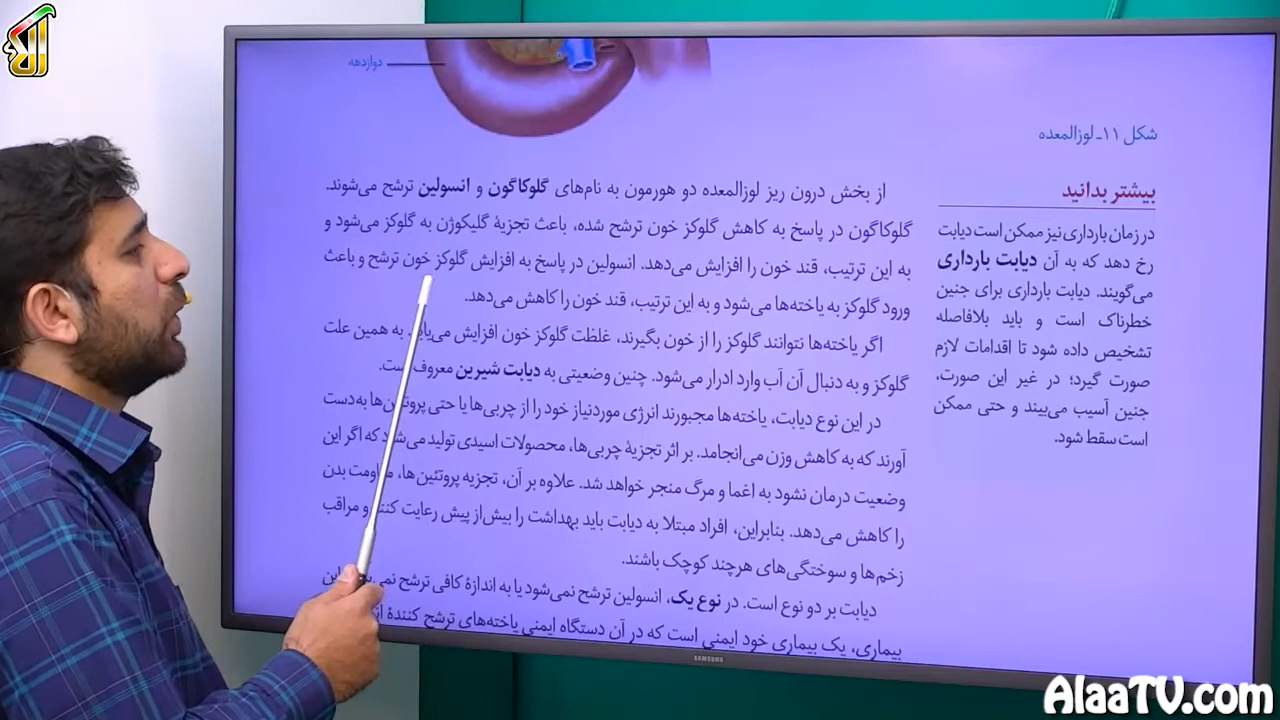 آلاء
دوازدهه
شکل ۱۱ـ لوزالمعده
از بخش درون ریز لوزالمعده دو هورمون به نام‌های گلوکاگون و انسولین ترشح می‌شوند.
گلوکاگون در پاسخ به کاهش گلوکز خون ترشح شده، باعث تجزیهٔ گلیکوژن به گلوکز می‌شود و
به این ترتیب، قند خون را افزایش می‌دهد. انسولین در پاسخ به افزایش گلوکز خون ترشح و باعث
ورود گلوکز به یاخته‌ها می‌شود و به این ترتیب، قند خون را کاهش می‌دهد.
اگر یاخته‌ها نتوانند گلوکز را از خون بگیرند، غلظت گلوکز خون افزایش می‌یابد. به همین علت
گلوکز و به دنبال آن آب وارد ادرار می‌شود. چنین وضعیتی به دیابت شیرین معروف است.
در این نوع دیابت، یاخته‌ها مجبورند انرژی موردنیاز خود را از چربی‌ها یا حتی پروتئین‌ها به‌دست
آورند که به کاهش وزن می‌انجامد. بر اثر تجزیهٔ چربی‌ها، محصولات اسیدی تولید می‌شود که اگر این
وضعیت درمان نشود به اغما و مرگ منجر خواهد شد. علاوه بر آن، تجزیه پروتئین‌ها، مقاومت بدن
را کاهش می‌دهد. بنابراین، افراد مبتلا به دیابت باید بهداشت را بیش‌از پیش رعایت کنند و مراقب
زخم‌ها و سوختگی‌های هرچند کوچک باشند.
دیابت بر دو نوع است. در نوع یک، انسولین ترشح نمی‌شود یا به اندازهٔ کافی ترشح نمی‌شود. این
بیماری، یک بیماری خود ایمنی است که در آن دستگاه ایمنی یاخته‌های ترشح کنندهٔ
بیشتر بدانید
در زمان بارداری نیز ممکن است دیابت
رخ دهد که به آن دیابت بارداری
می‌گویند. دیابت بارداری برای جنین
خطرناک است و باید بلافاصله
تشخیص داده شود تا اقدامات لازم
صورت گیرد؛ در غیر این صورت،
جنین آسیب می‌بیند و حتی ممکن
است سقط شود.
SAMSUNG
AlaaTV.com